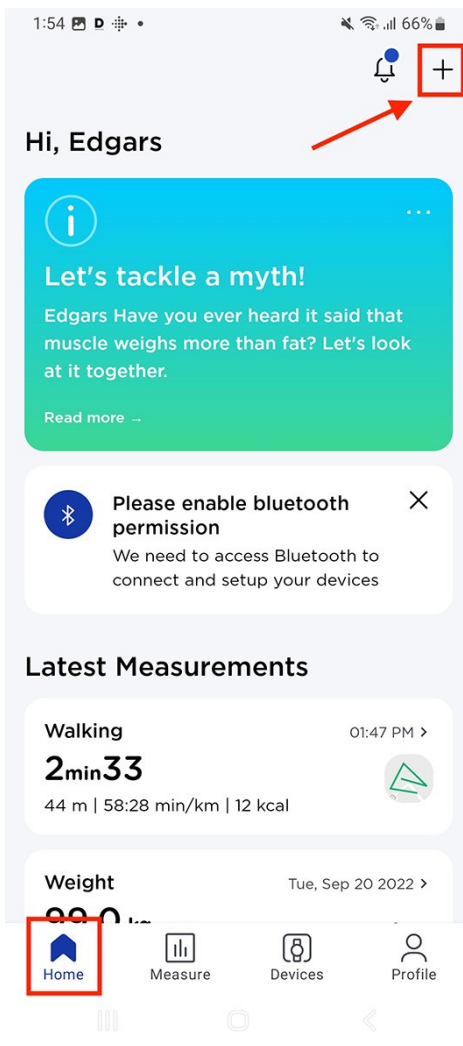 1:54 D 66%
Hi, Edgars
Let's tackle a myth!
Edgars Have you ever heard it said that
muscle weighs more than fat? Let's look
at it together.
Read more →
Please enable bluetooth
permission
We need to access Bluetooth to
connect and setup your devices
Latest Measurements
Walking 01:47 PM >
2min33
44 m | 58:28 min/km | 12 kcal
Weight Tue, Sep 20 2022 >
99.0 kg
Home Measure Devices Profile